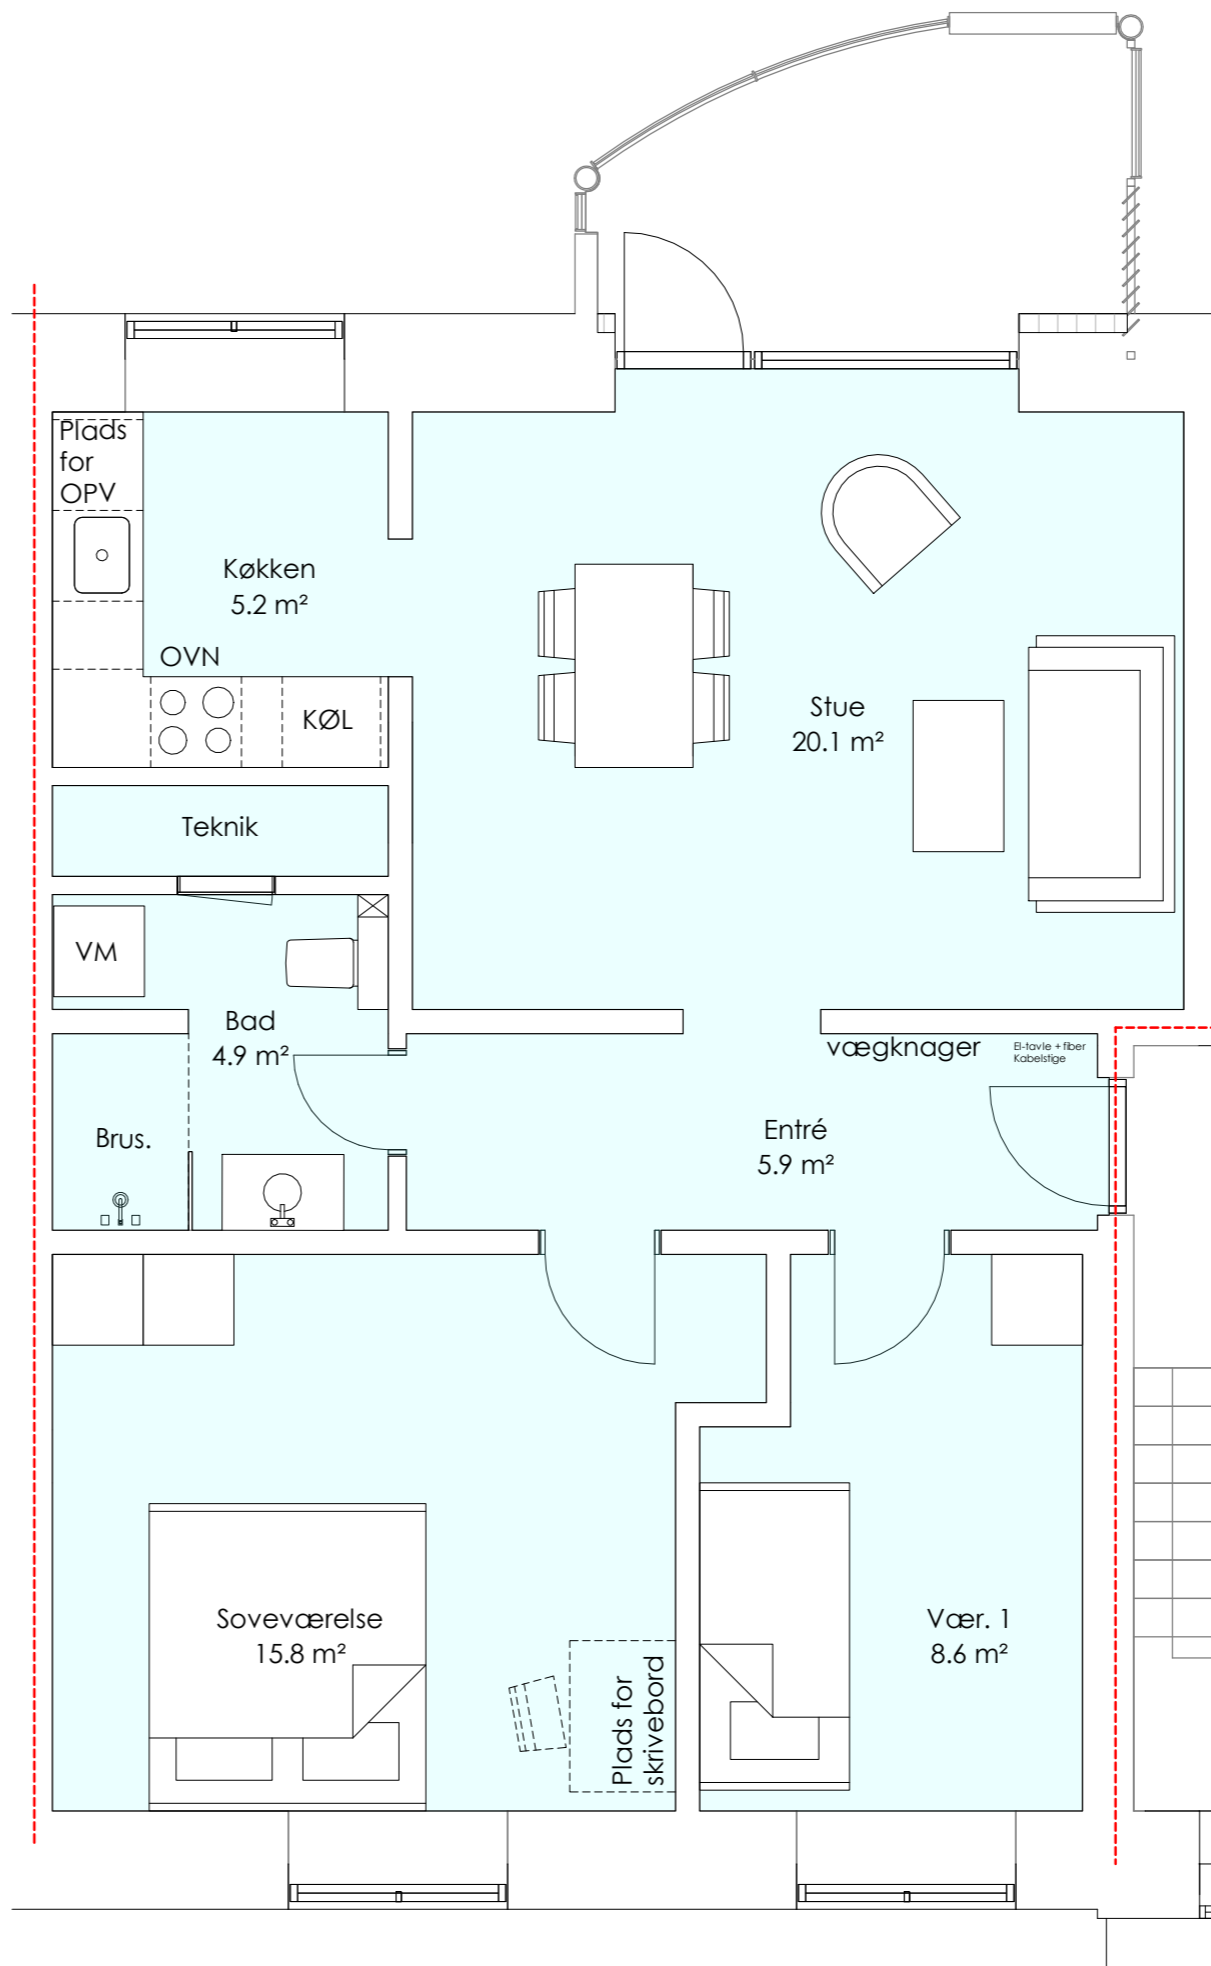 Plads
for
OPV
Køkken
5.2 m²
OVN
KØL
Stue
20.1 m²
Teknik
VM
Bad
4.9 m²
vægknager
El-tavle + fiber
Kabelstige
Brus.
Entré
5.9 m²
Soveværelse
15.8 m²
Plads for
skrivebord
Vær. 1
8.6 m²